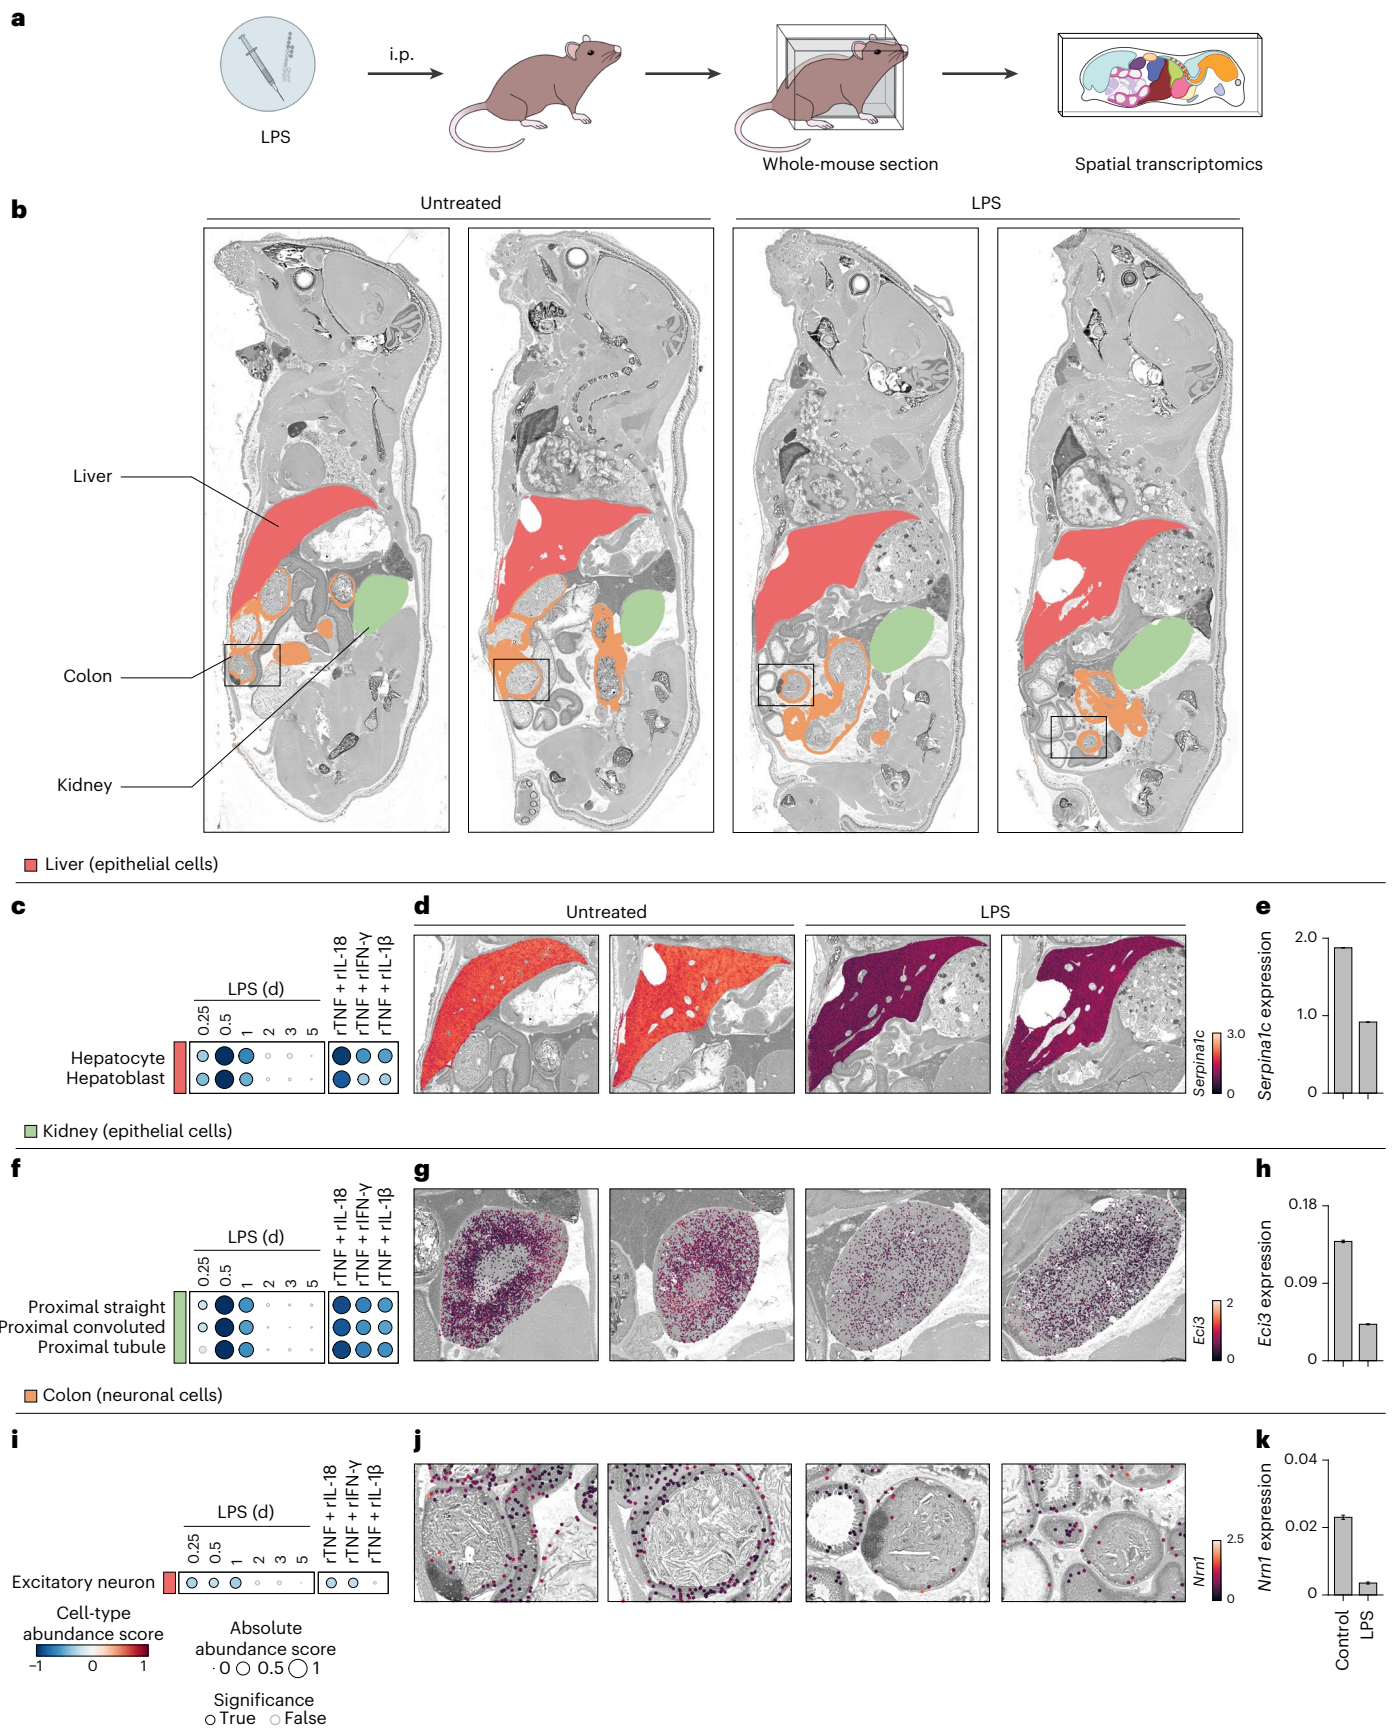 a
i.p.
LPS
Whole-mouse section
Spatial transcriptomics
b
Untreated
LPS
Liver
Colon
Kidney
Liver (epithelial cells)
c
LPS (d)
0.25
0.5
1
2
3
5
rTNF + rIL-18
rTNF + rIFN-γ
rTNF + rIL-1β
Hepatocyte
Hepatoblast
d
Untreated
LPS
Serpina1c
3.0
0
e
Serpina1c expression
2.0
1.0
0
Kidney (epithelial cells)
f
LPS (d)
0.25
0.5
1
2
3
5
rTNF + rIL-18
rTNF + rIFN-γ
rTNF + rIL-1β
Proximal straight
Proximal convoluted
Proximal tubule
g
Eci3
2
0
h
Eci3 expression
0.18
0.09
0
Colon (neuronal cells)
i
LPS (d)
0.25
0.5
1
2
3
5
rTNF + rIL-18
rTNF + rIFN-γ
rTNF + rIL-1β
Excitatory neuron
Cell-type
abundance score
−1 0 1
Absolute
abundance score
0 0.5 1
Significance
True False
j
Nrn1
2.5
0
k
Nrn1 expression
0.04
0.02
0
Control
LPS